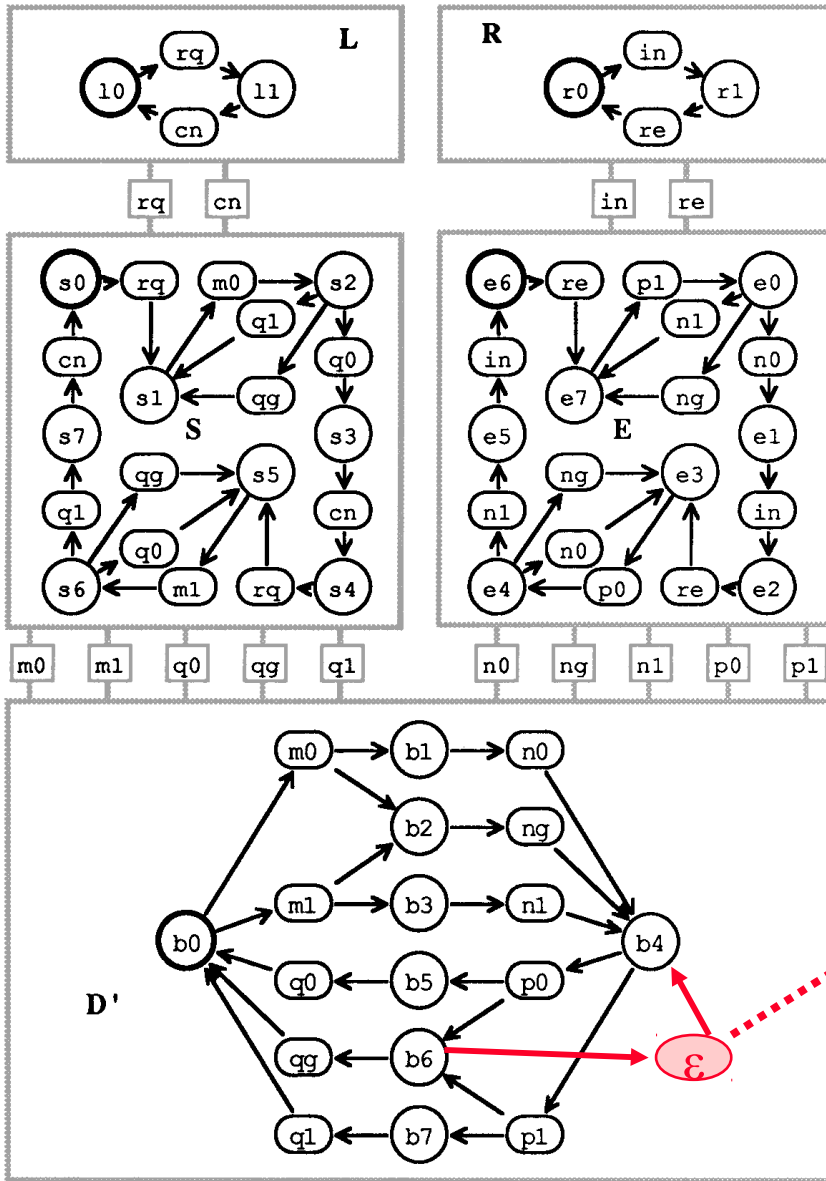 L R
rq in
l0 l1 r0 r1
cn re
rq cn in re
s0 rq m0 s2 e6 re p1 e0
q1 n1
cn q0 in n0
s1 qg e7 ng
s7 S s3 e5 E e1
qg s5 ng e3
q1 cn n1 in
q0 n0
s6 m1 rq s4 e4 p0 re e2
m0 m1 q0 qg q1 n0 ng n1 p0 p1
m0 b1 n0
b2 ng
m1 b3 n1
b0 b4
q0 b5 p0
D'
qg b6 ε
q1 b7 p1